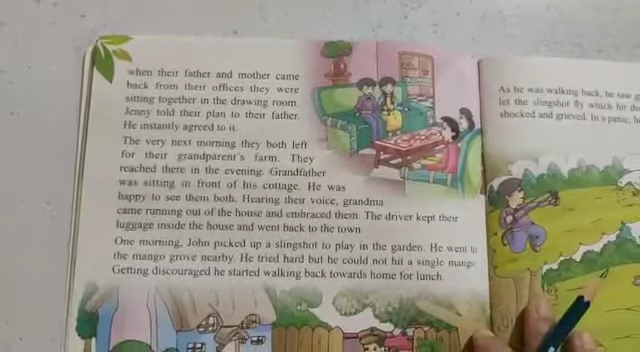 when their father and mother came
back from their offices they were
sitting together in the drawing room.
Jenny told their plan to their father.
He instantly agreed to it.
The very next morning they both left
for their grandparent's farm. They
reached there in the evening. Grandfather
was sitting in front of his cottage. He was
happy to see them both. Hearing their voice, grandma
came running out of the house and embraced them. The driver kept their
luggage inside the house and went back to the town.
One morning, John picked up a slingshot to play in the garden. He went to
the mango grove nearby. He tried hard but he could not hit a single mango.
Getting discouraged he started walking back towards home for lunch.
As he was walking back, he saw
let the slingshot fly which hit
shocked and grieved. In a panic,